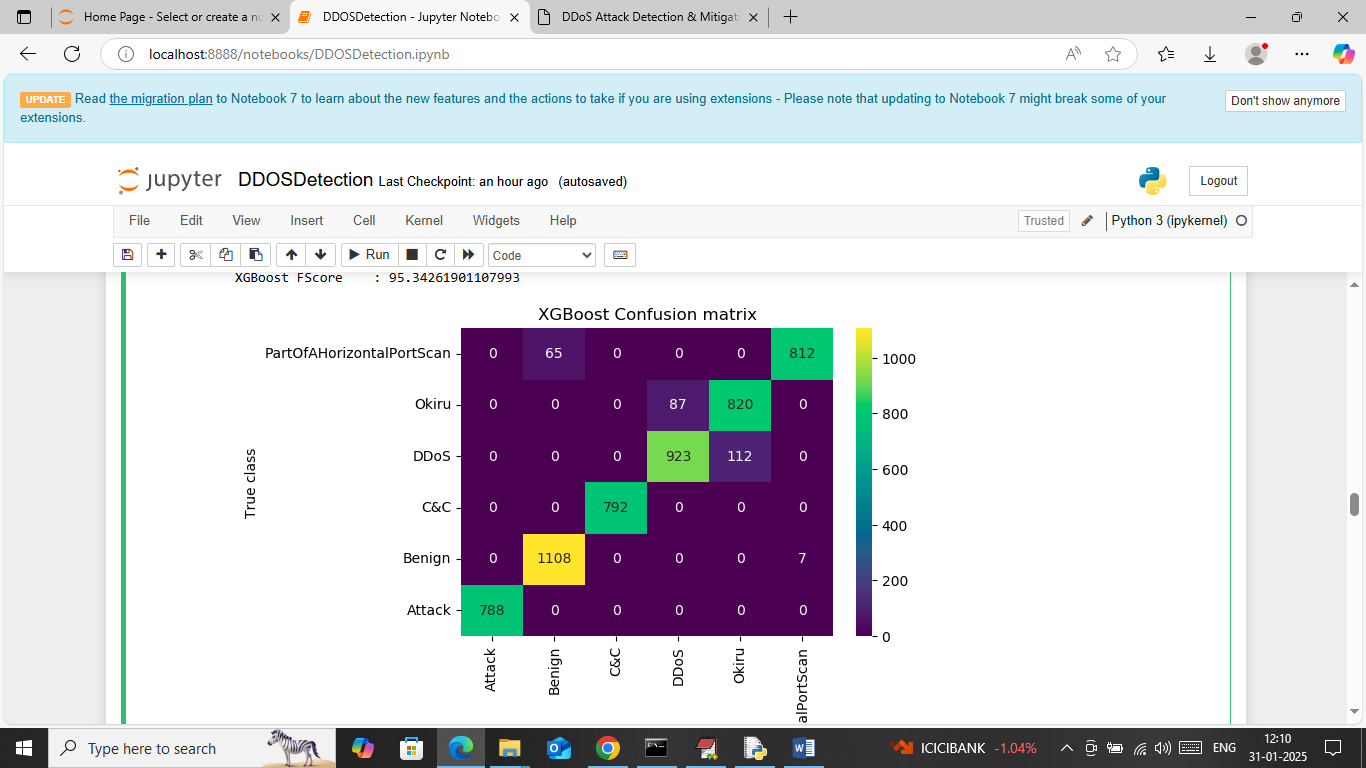 Home Page - Select or create a no
DDOSDetection - Jupyter Notebo
DDoS Attack Detection & Mitigat
localhost:8888/notebooks/DDOSDetection.ipynb
UPDATE Read the migration plan to Notebook 7 to learn about the new features and the actions to take if you are using extensions - Please note that updating to Notebook 7 might break some of your
extensions.
Don't show anymore
jupyter DDOSDetection Last Checkpoint: an hour ago (autosaved)
Logout
File Edit View Insert Cell Kernel Widgets Help
Trusted
Python 3 (ipykernel)
Run
Code
XGBoost FScore : 95.34261901107993
XGBoost Confusion matrix
PartOfAHorizontalPortScan 0 65 0 0 0 812
Okiru 0 0 0 87 820 0
DDoS 0 0 0 923 112 0
C&C 0 0 792 0 0 0
Benign 0 1108 0 0 0 7
Attack 788 0 0 0 0 0
True class
Attack
Benign
C&C
DDoS
Okiru
alPortScan
1000
800
600
400
200
0
Type here to search
ICICIBANK -1.04%
ENG
12:10
31-01-2025